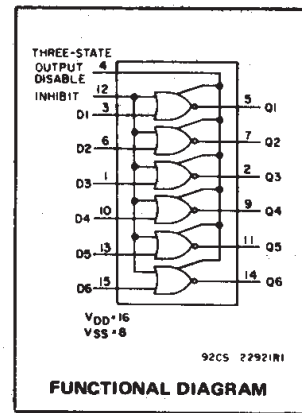 THREE-STATE
OUTPUT 4
DISABLE
INHIBIT 12
D1 3
5 Q1
D2 6
7 Q2
D3 1
2 Q3
D4 10
9 Q4
D5 13
11 Q5
D6 15
14 Q6
VDD=16
VSS=8
92CS 22921R1
FUNCTIONAL DIAGRAM